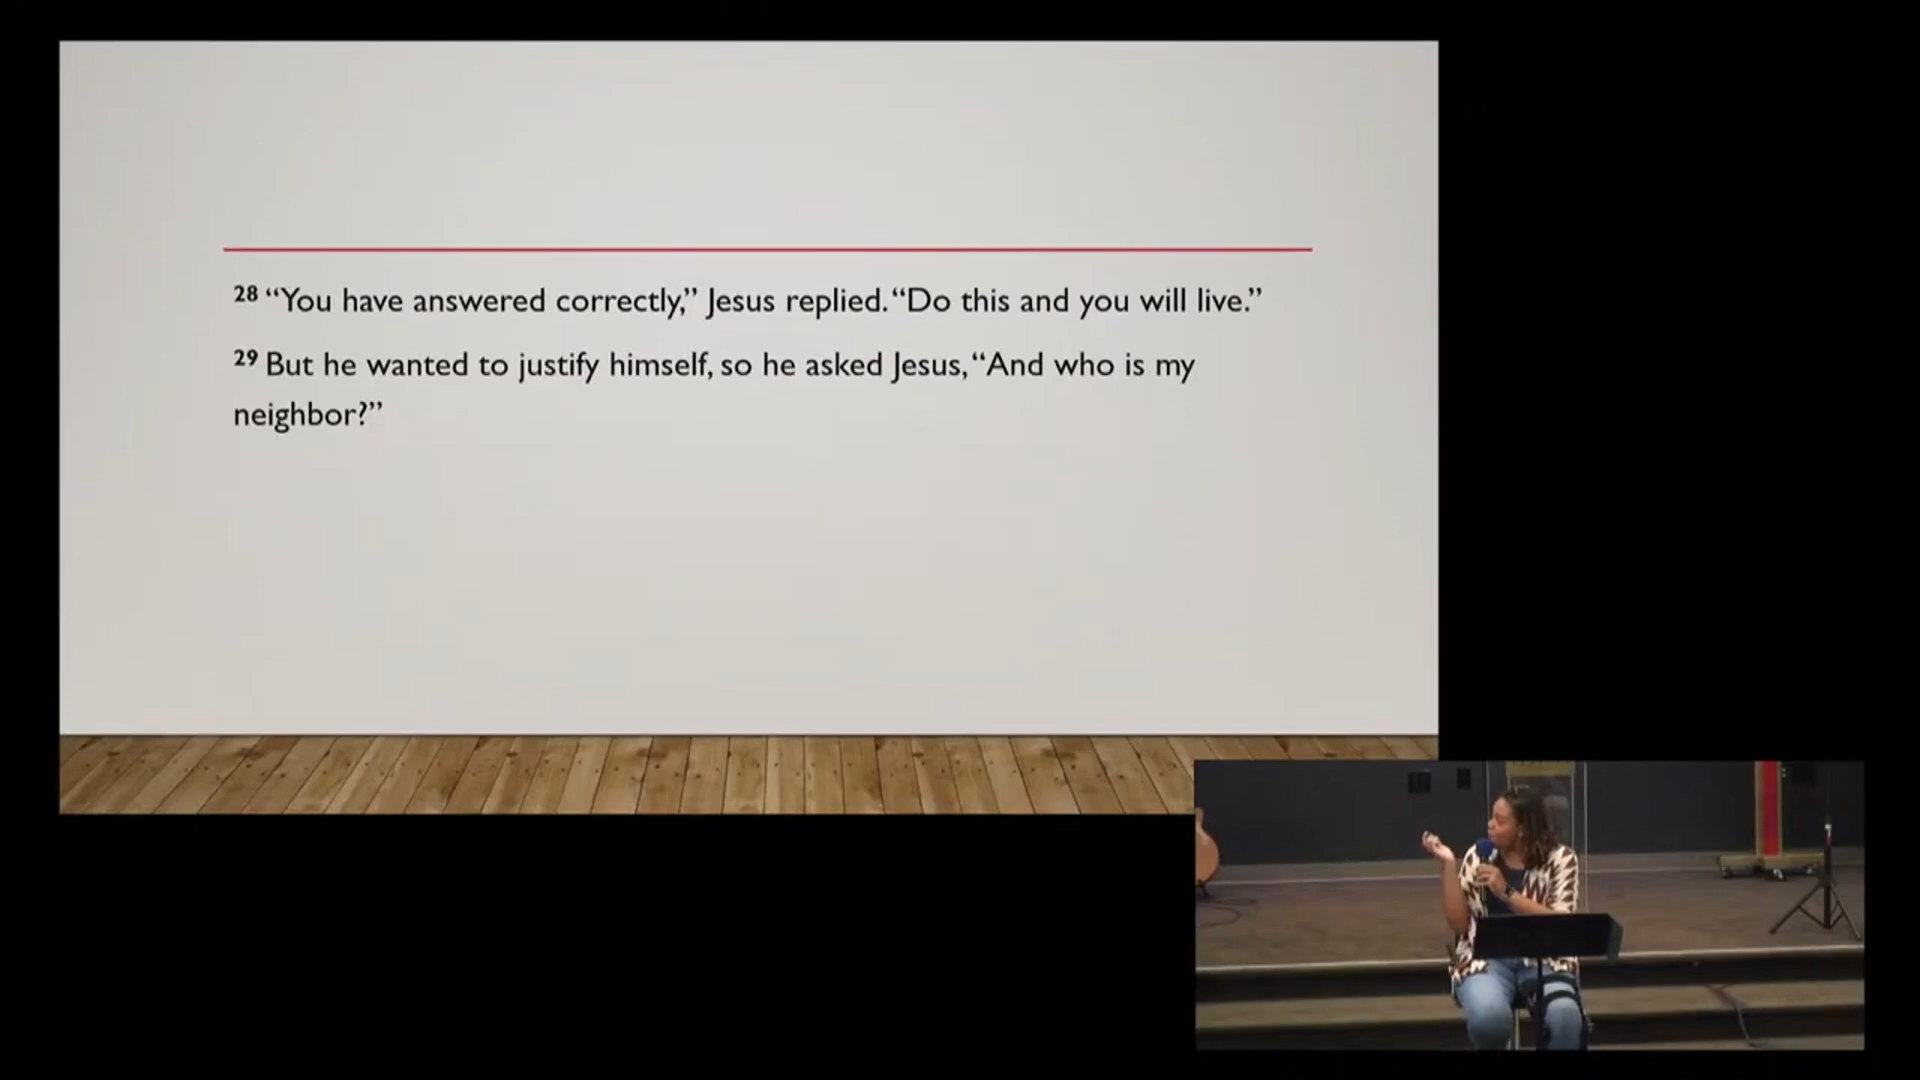 28 “You have answered correctly,” Jesus replied. “Do this and you will live.”
29 But he wanted to justify himself, so he asked Jesus, “And who is my
neighbor?”